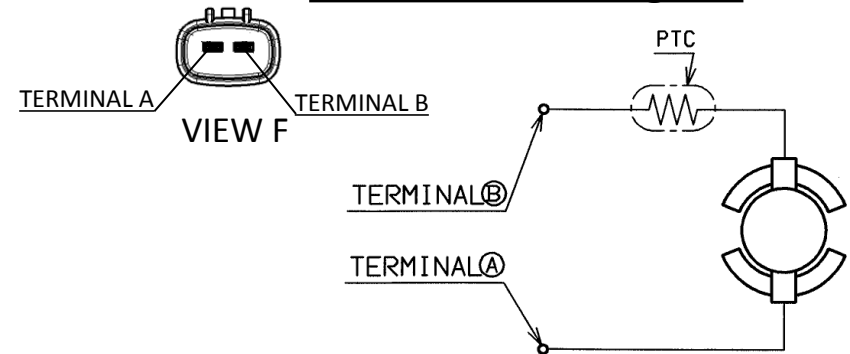 PTC
TERMINAL A
TERMINAL B
VIEW F
TERMINALⒷ
TERMINALⒶ